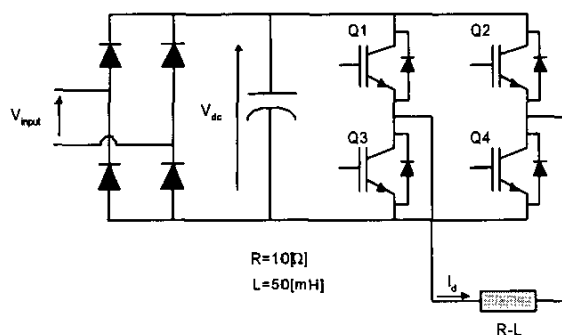 Q1
Q2
V_input
V_dc
Q3
Q4
R=10[Ω]
L=50[mH]
I_d
R-L